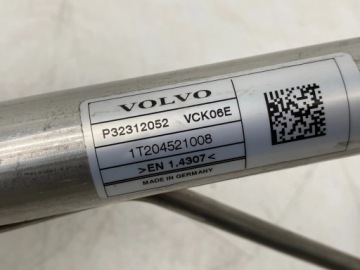 VOLVO
P32312052 VCK06E
1T204521008
>EN 1.4307<
MADE IN GERMANY